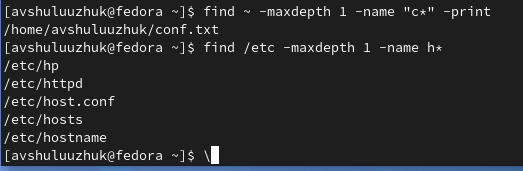 [avshuluuzhuk@fedora ~]$ find ~ -maxdepth 1 -name "c*" -print
/home/avshuluuzhuk/conf.txt
[avshuluuzhuk@fedora ~]$ find /etc -maxdepth 1 -name h*
/etc/hp
/etc/httpd
/etc/host.conf
/etc/hosts
/etc/hostname
[avshuluuzhuk@fedora ~]$ \